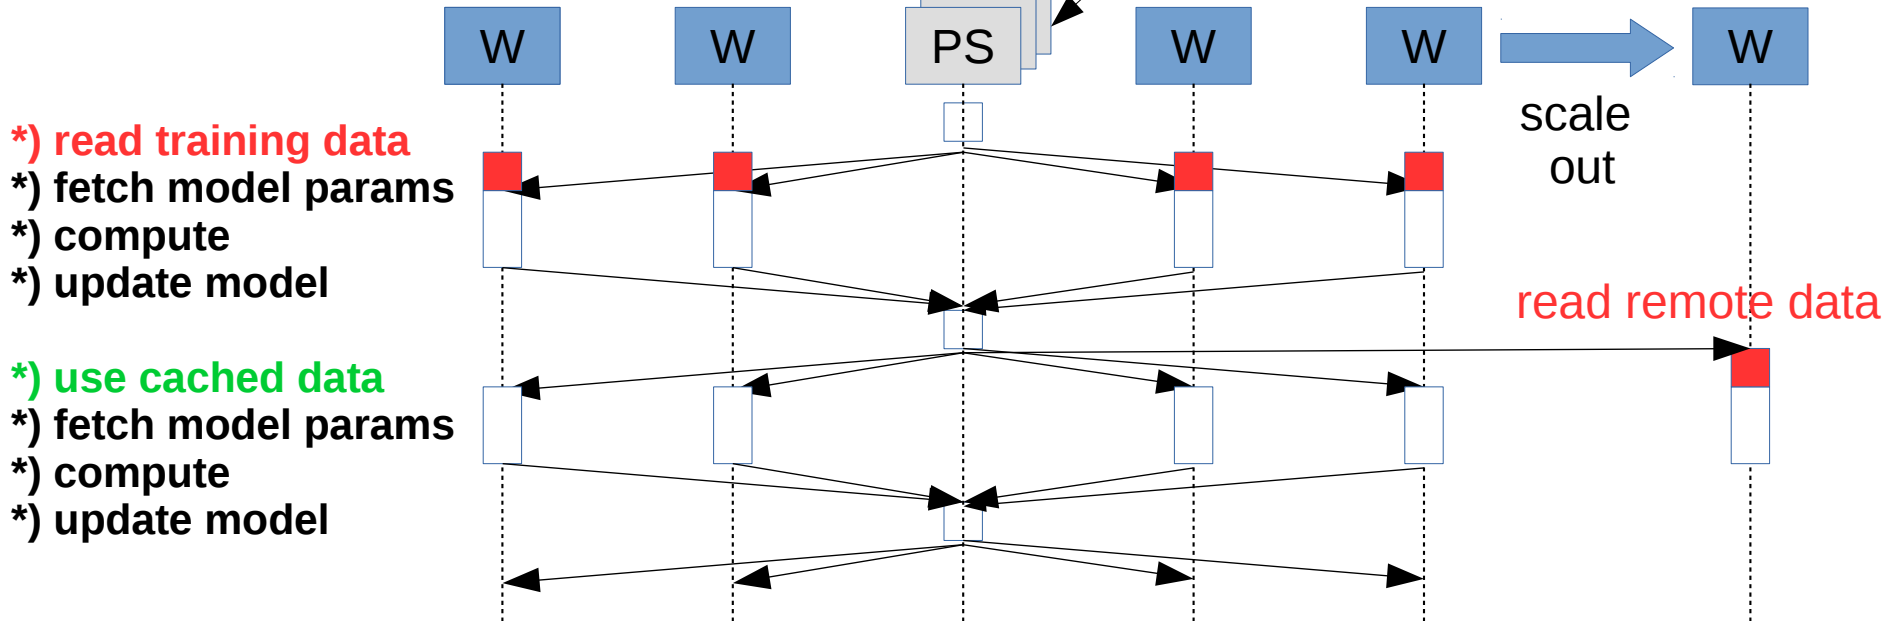 W
W
PS
W
W
W
scale
out
*) read training data
*) fetch model params
*) compute
*) update model
read remote data
*) use cached data
*) fetch model params
*) compute
*) update model